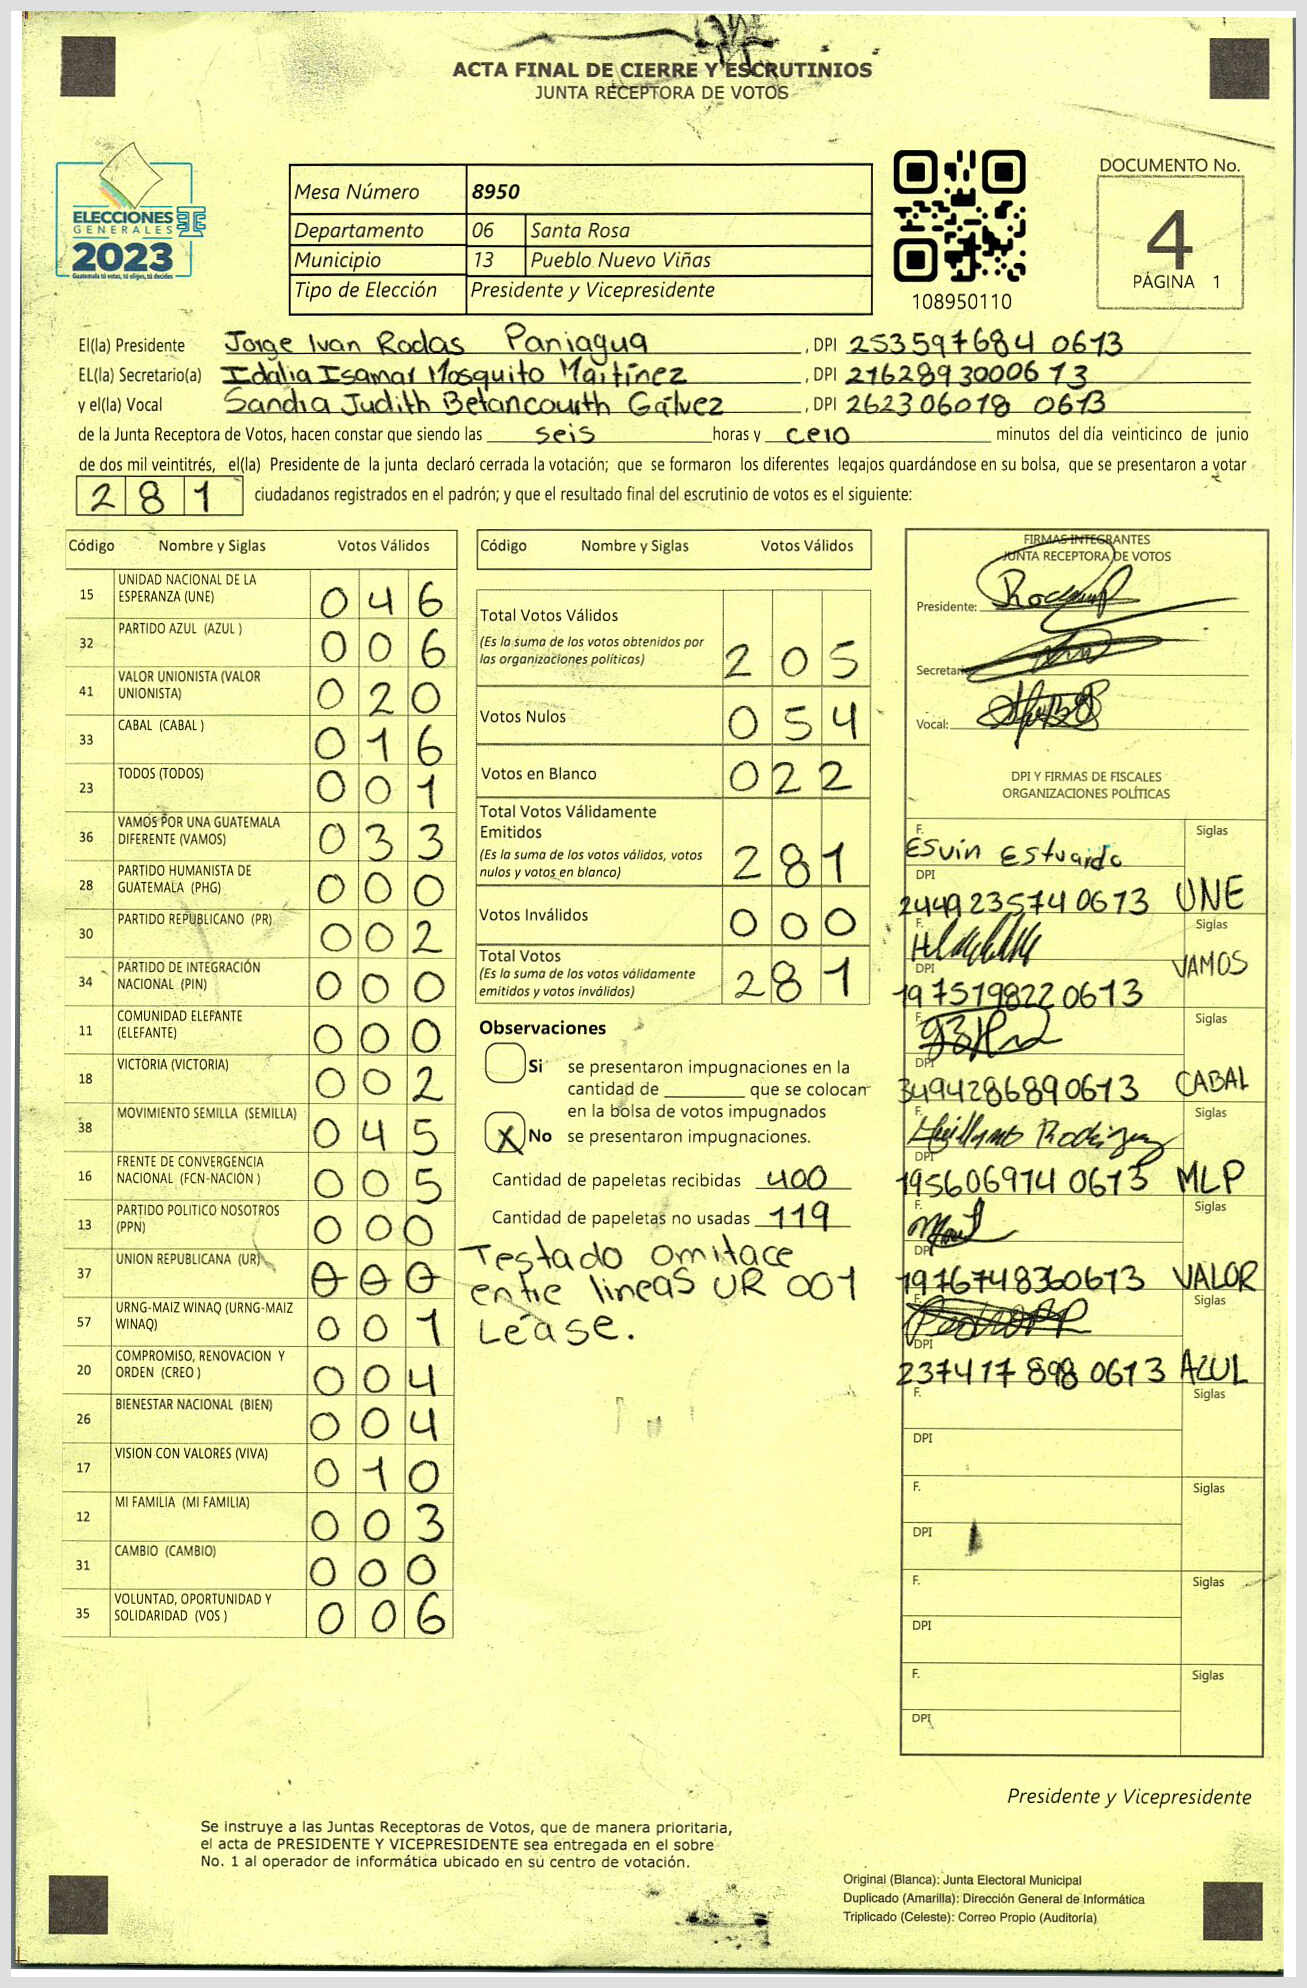 ACTA FINAL DE CIERRE Y ESCRUTINIOS
JUNTA RECEPTORA DE VOTOS
ELECCIONES
GENERALES
2023
Guatemala tú votas, tú eliges, tú decides
Mesa Número 8950
Departamento 06 Santa Rosa
Municipio 13 Pueblo Nuevo Viñas
Tipo de Elección Presidente y Vicepresidente
108950110
DOCUMENTO No.
4
PÁGINA 1
El(la) Presidente Jorge Ivan Rodas Paniagua, DPI 253597684 0613
EL(la) Secretario(a) Idalia Isamar Mosquito Maitínez, DPI 2162893000613
y el(la) Vocal Sandra Judith Betancourth Gálvez, DPI 262306018 0613
de la Junta Receptora de Votos, hacen constar que siendo las seis horas y cero minutos del día veinticinco de junio
de dos mil veintitrés, el(la) Presidente de la junta declaró cerrada la votación; que se formaron los diferentes legajos guardándose en su bolsa, que se presentaron a votar
281 ciudadanos registrados en el padrón; y que el resultado final del escrutinio de votos es el siguiente:
Código Nombre y Siglas Votos Válidos
15 UNIDAD NACIONAL DE LA ESPERANZA (UNE) 046
32 PARTIDO AZUL (AZUL ) 006
41 VALOR UNIONISTA (VALOR UNIONISTA) 020
33 CABAL (CABAL ) 016
23 TODOS (TODOS) 001
36 VAMOS POR UNA GUATEMALA DIFERENTE (VAMOS) 033
28 PARTIDO HUMANISTA DE GUATEMALA (PHG) 000
30 PARTIDO REPUBLICANO (PR) 002
34 PARTIDO DE INTEGRACIÓN NACIONAL (PIN) 000
11 COMUNIDAD ELEFANTE (ELEFANTE) 000
18 VICTORIA (VICTORIA) 002
38 MOVIMIENTO SEMILLA (SEMILLA) 045
16 FRENTE DE CONVERGENCIA NACIONAL (FCN-NACION ) 005
13 PARTIDO POLITICO NOSOTROS (PPN) 000
37 UNION REPUBLICANA (UR) 000
57 URNG-MAIZ WINAQ (URNG-MAIZ WINAQ) 001
20 COMPROMISO, RENOVACION Y ORDEN (CREO ) 004
26 BIENESTAR NACIONAL (BIEN) 004
17 VISION CON VALORES (VIVA) 010
12 MI FAMILIA (MI FAMILIA) 003
31 CAMBIO (CAMBIO) 000
35 VOLUNTAD, OPORTUNIDAD Y SOLIDARIDAD (VOS ) 006
Código Nombre y Siglas Votos Válidos
Total Votos Válidos
(Es la suma de los votos obtenidos por
las organizaciones políticas) 205
Votos Nulos 054
Votos en Blanco 022
Total Votos Válidamente
Emitidos
(Es la suma de los votos válidos, votos
nulos y votos en blanco) 281
Votos Inválidos 000
Total Votos
(Es la suma de los votos válidamente
emitidos y votos inválidos) 281
Observaciones
Si se presentaron impugnaciones en la
cantidad de ________ que se colocan
en la bolsa de votos impugnados
X No se presentaron impugnaciones.
Cantidad de papeletas recibidas 400
Cantidad de papeletas no usadas 119
Testado omitace
entre lineas UR 001
Léase.
FIRMAS INTEGRANTES
JUNTA RECEPTORA DE VOTOS
Presidente:
Secretari
Vocal:
DPI Y FIRMAS DE FISCALES
ORGANIZACIONES POLÍTICAS
F. Siglas
Esvin Estuardo
DPI
244923574 0613 UNE
F. Siglas
DPI VAMOS
197519822 0613
F. Siglas
DPI
3494286890613 CABAL
F. Siglas
Guillermo Rodriguez
DPI
195606974 0613 MLP
F. Siglas
DPI
1976748360613 VALOR
F. Siglas
DPI
237417 898 0613 AZUL
F. Siglas
DPI
F. Siglas
DPI
F. Siglas
DPI
F. Siglas
DPI
Presidente y Vicepresidente
Se instruye a las Juntas Receptoras de Votos, que de manera prioritaria,
el acta de PRESIDENTE Y VICEPRESIDENTE sea entregada en el sobre
No. 1 al operador de informática ubicado en su centro de votación.
Original (Blanca): Junta Electoral Municipal
Duplicado (Amarilla): Dirección General de Informática
Triplicado (Celeste): Correo Propio (Auditoría)